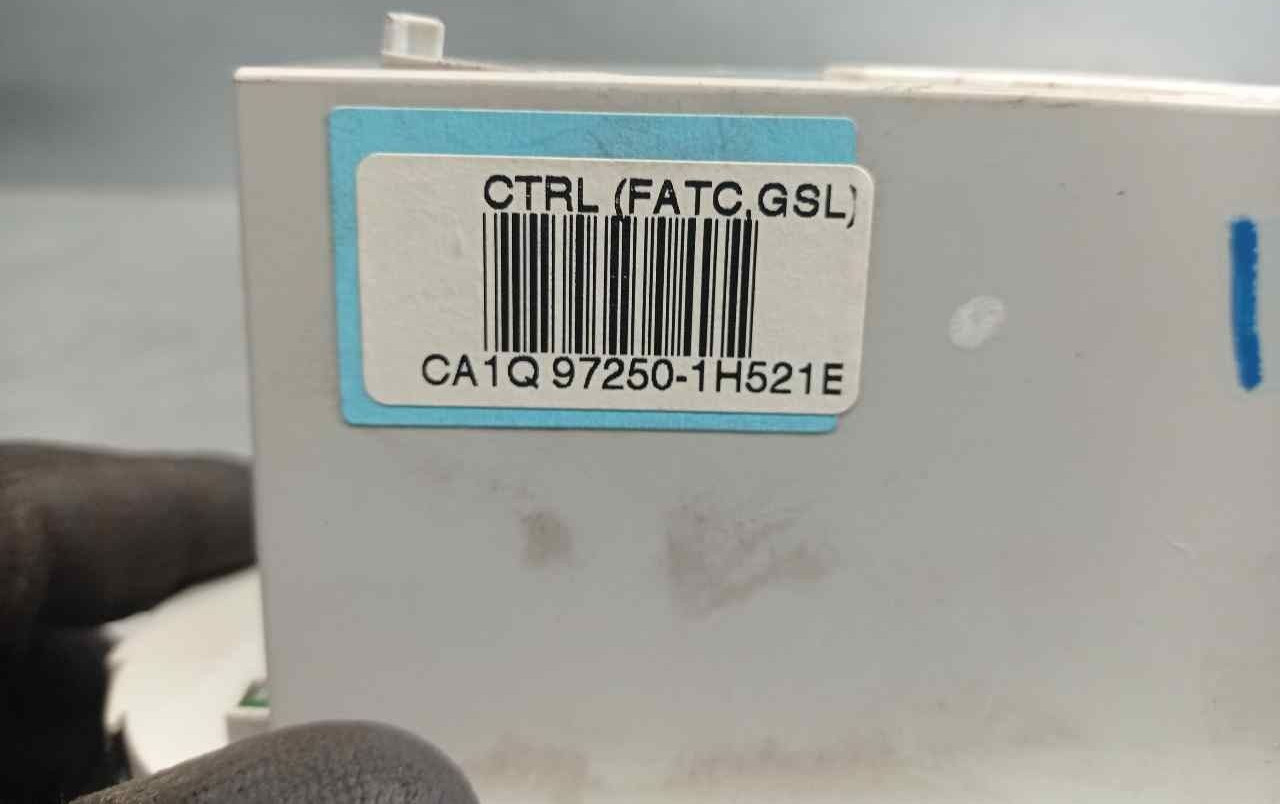 CTRL (FATC,GSL)
CA1Q 97250-1H521E